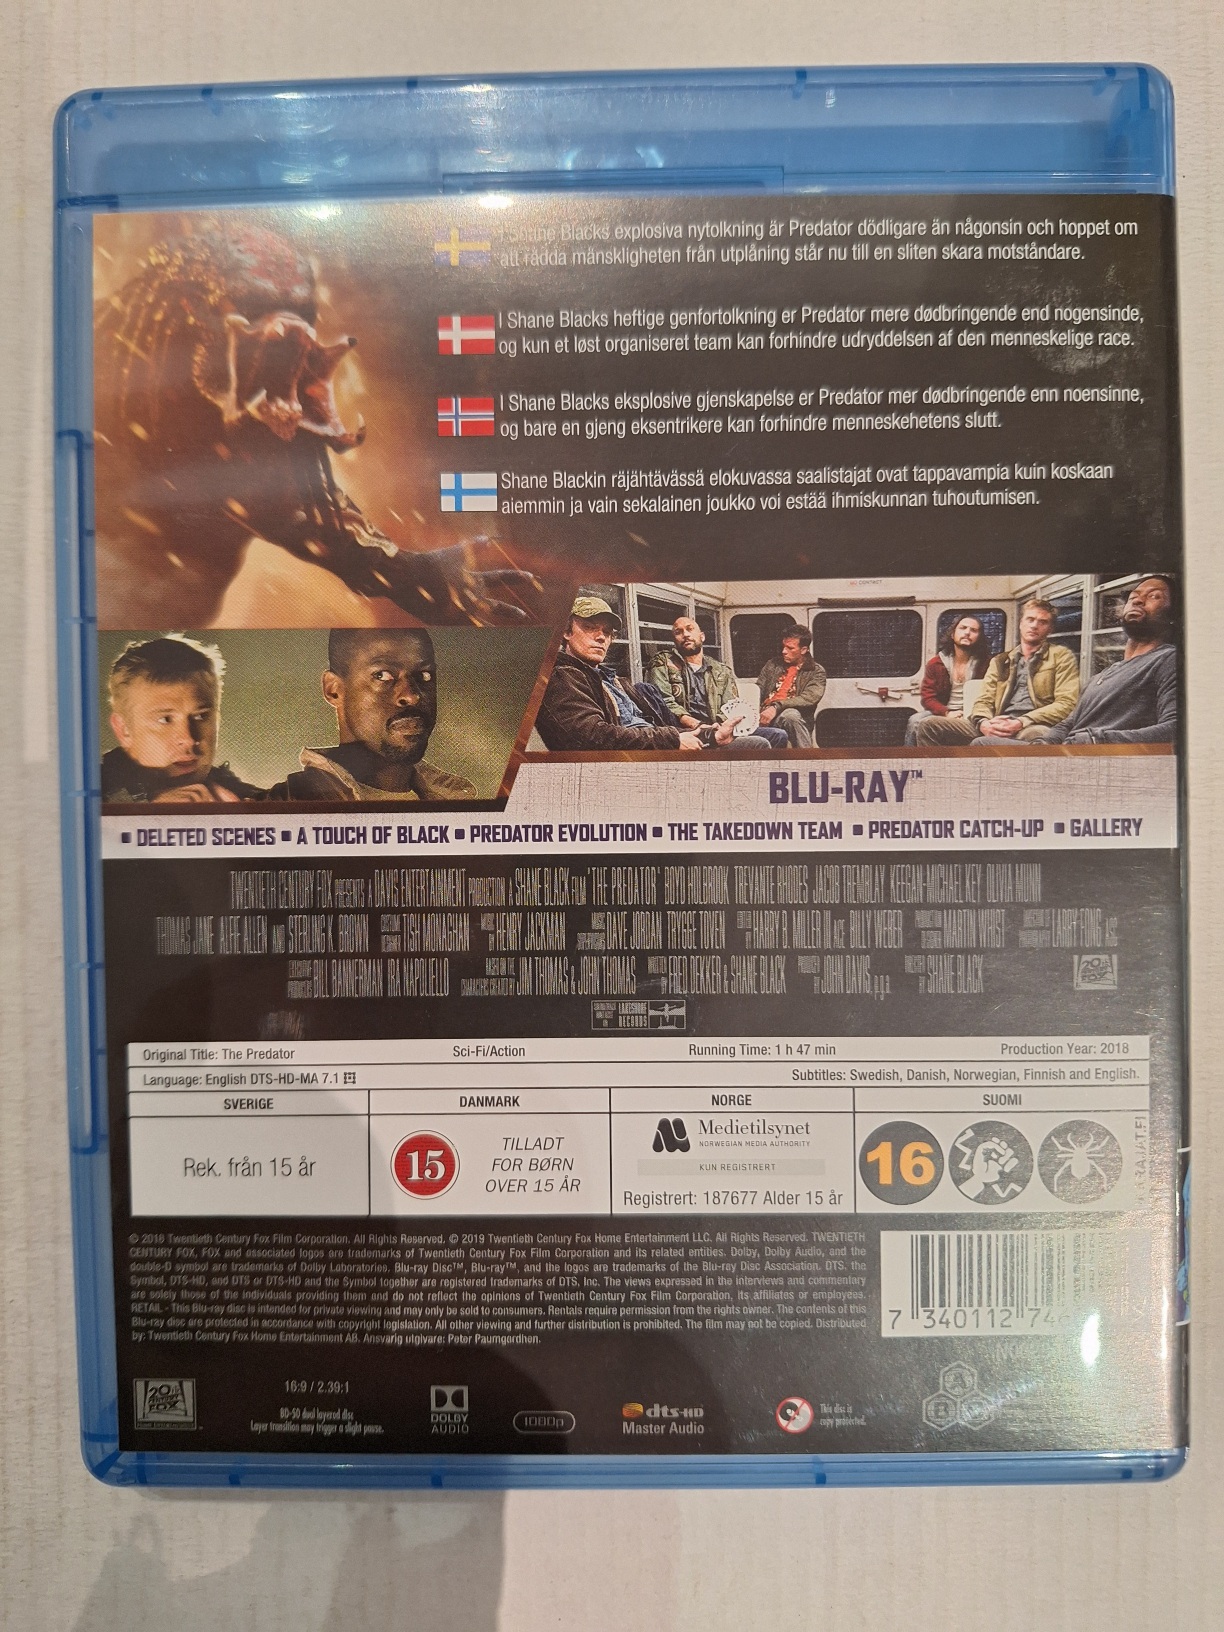 I Shane Blacks explosiva nytolkning är Predator dödligare än någonsin och hoppet om
att rädda mänskligheten från utplåning står nu till en sliten skara motståndare.
I Shane Blacks heftige genfortolkning er Predator mere dødbringende end nogensinde,
og kun et løst organiseret team kan forhindre udryddelsen af den menneskelige race.
I Shane Blacks eksplosive gjenskapelse er Predator mer dødbringende enn noensinne,
og bare en gjeng eksentrikere kan forhindre menneskehetens slutt.
Shane Blackin räjähtävässä elokuvassa saalistajat ovat tappavampia kuin koskaan
aiemmin ja vain sekalainen joukko voi estää ihmiskunnan tuhoutumisen.
BLU-RAY™
▪ DELETED SCENES ▪ A TOUCH OF BLACK ▪ PREDATOR EVOLUTION ▪ THE TAKEDOWN TEAM ▪ PREDATOR CATCH-UP ▪ GALLERY
TWENTIETH CENTURY FOX PRESENTS A DAVIS ENTERTAINMENT PRODUCTION A SHANE BLACK FILM "THE PREDATOR" BOYD HOLBROOK TREVANTE RHODES JACOB TREMBLAY KEEGAN-MICHAEL KEY OLIVIA MUNN
THOMAS JANE ALFIE ALLEN AND STERLING K. BROWN TISH MONAGHAN HENRY JACKMAN DAVE JORDAN TRYGGE TOVEN HARRY B. MILLER III, ACE BILLY WEBER MARTIN WHIST LARRY FONG, ASC
BILL BANNERMAN IRA NAPOLIELLO BASED ON THE CHARACTERS CREATED BY JIM THOMAS & JOHN THOMAS WRITTEN BY FRED DEKKER & SHANE BLACK PRODUCED BY JOHN DAVIS, p.g.a. DIRECTED BY SHANE BLACK
LAKESHORE RECORDS
Original Title: The Predator Sci-Fi/Action Running Time: 1 h 47 min Production Year: 2018
Language: English DTS-HD-MA 7.1 Subtitles: Swedish, Danish, Norwegian, Finnish and English.
SVERIGE DANMARK NORGE SUOMI
Rek. från 15 år
15
TILLADT
FOR BØRN
OVER 15 ÅR
Medietilsynet
NORWEGIAN MEDIA AUTHORITY
KUN REGISTRERT
Registrert: 187677 Alder 15 år
16
© 2018 Twentieth Century Fox Film Corporation. All Rights Reserved. © 2019 Twentieth Century Fox Home Entertainment LLC. All Rights Reserved. TWENTIETH
CENTURY FOX, FOX and associated logos are trademarks of Twentieth Century Fox Film Corporation and its related entities. Dolby, Dolby Audio, and the
double-D symbol are trademarks of Dolby Laboratories. Blu-ray Disc™, Blu-ray™, and the logos are trademarks of the Blu-ray Disc Association. DTS, the
Symbol, DTS-HD, and DTS or DTS-HD and the Symbol together are registered trademarks of DTS, Inc. The views expressed in the interviews and commentary
are solely those of the individuals providing them and do not reflect the opinions of Twentieth Century Fox Film Corporation, its affiliates or employees.
RETAIL - This Blu-ray disc is intended for private viewing and may only be sold to consumers. Rentals require permission from the rights owner. The contents of this
Blu-ray disc are protected in accordance with copyright legislation. All other viewing and further distribution is prohibited. The film may not be copied. Distributed
by: Twentieth Century Fox Home Entertainment AB. Ansvarig utgivare: Peter Paumgardhen.
7 340112 74
20th CENTURY FOX
16:9 / 2.39:1
BD-50 dual layered disc
Layer transition may trigger a slight pause.
DOLBY
AUDIO
1080p
dts-HD
Master Audio
This disc is
copy protected.
A
B C